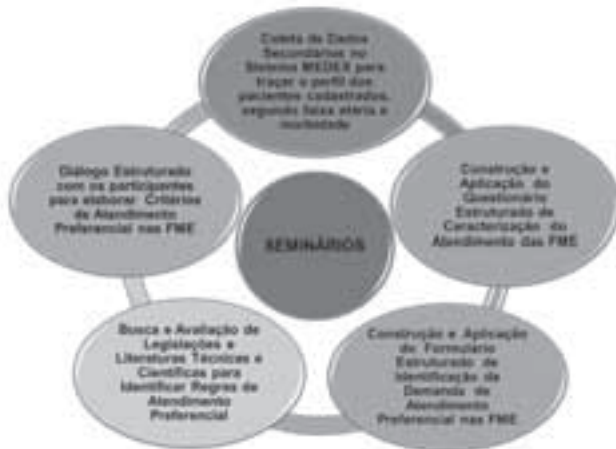 Coleta de Dados
Secundários no
Sistema MEDEX para
traçar o perfil dos
pacientes cadastrados,
segundo faixa etária e
morbidade
Diálogo Estruturado
com os participantes
para elaborar Critérios
de Atendimento
Preferencial nas FME
Construção e
Aplicação do
Questionário
Estruturado de
Caracterização do
Atendimento das FME
SEMINÁRIOS
Busca e Avaliação de
Legislações e
Literaturas Técnicas e
Científicas para
Identificar Regras de
Atendimento
Preferencial
Construção e Aplicação
do Formulário
Estruturado de
Identificação da
Demanda de
Atendimento
Preferencial nas FME